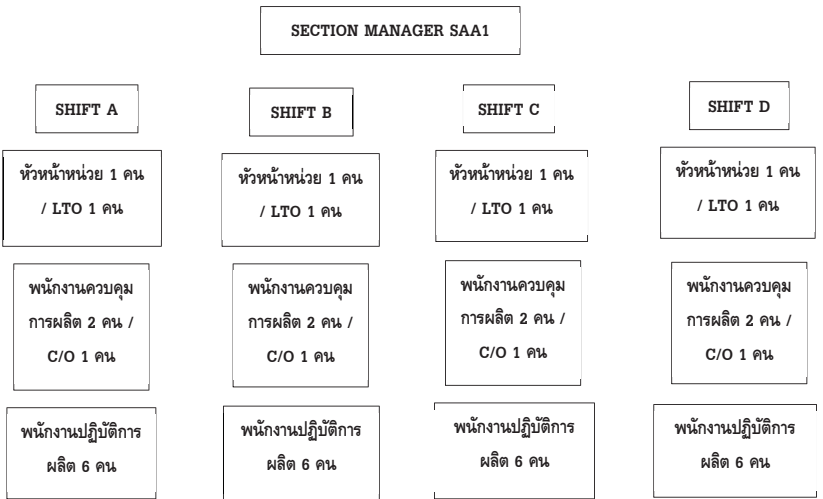 SECTION MANAGER SAA1
SHIFT A
หัวหน้าหน่วย 1 คน
/ LTO 1 คน
พนักงานควบคุม
การผลิต 2 คน /
C/O 1 คน
พนักงานปฏิบัติการ
ผลิต 6 คน
SHIFT B
หัวหน้าหน่วย 1 คน
/ LTO 1 คน
พนักงานควบคุม
การผลิต 2 คน /
C/O 1 คน
พนักงานปฏิบัติการ
ผลิต 6 คน
SHIFT C
หัวหน้าหน่วย 1 คน
/ LTO 1 คน
พนักงานควบคุม
การผลิต 2 คน /
C/O 1 คน
พนักงานปฏิบัติการ
ผลิต 6 คน
SHIFT D
หัวหน้าหน่วย 1 คน
/ LTO 1 คน
พนักงานควบคุม
การผลิต 2 คน /
C/O 1 คน
พนักงานปฏิบัติการ
ผลิต 6 คน